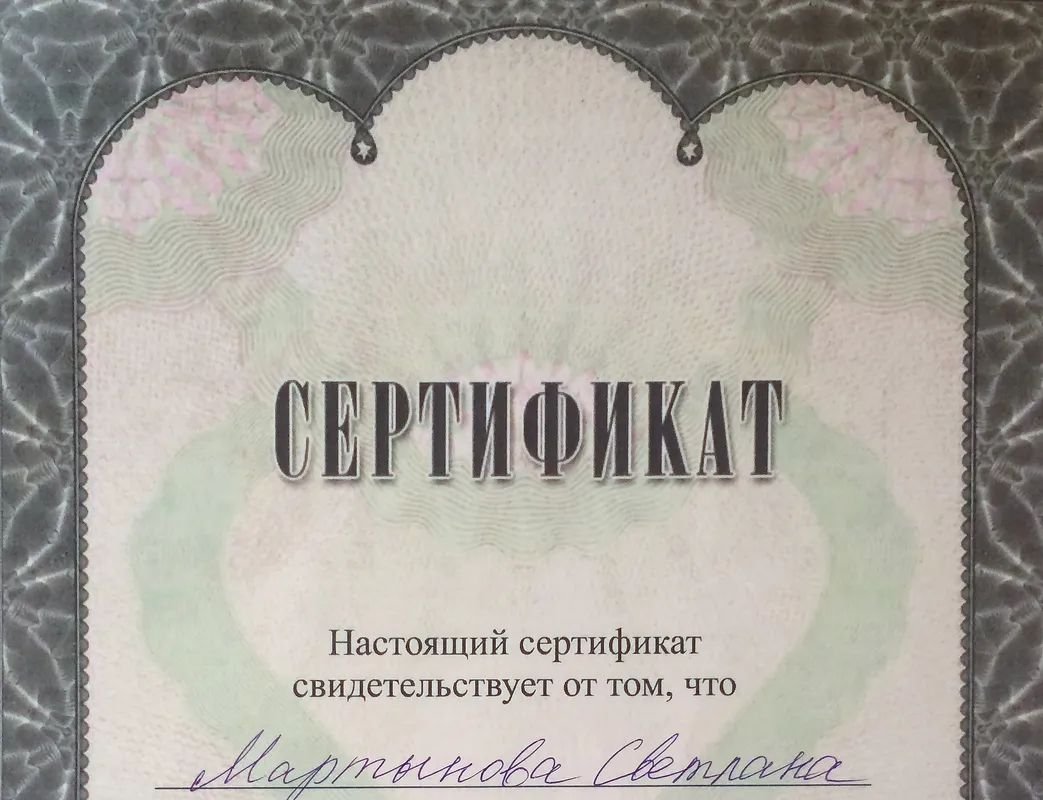 СЕРТИФИКАТ
Настоящий сертификат
свидетельствует от том, что
Мартынова Светлана